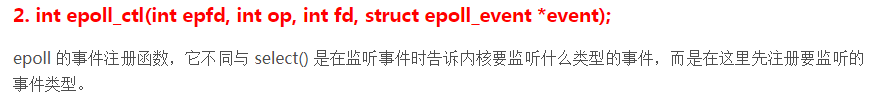 2. int epoll_ctl(int epfd, int op, int fd, struct epoll_event *event);
epoll 的事件注册函数，它不同与 select() 是在监听事件时告诉内核要监听什么类型的事件，而是在这里先注册要监听的
事件类型。